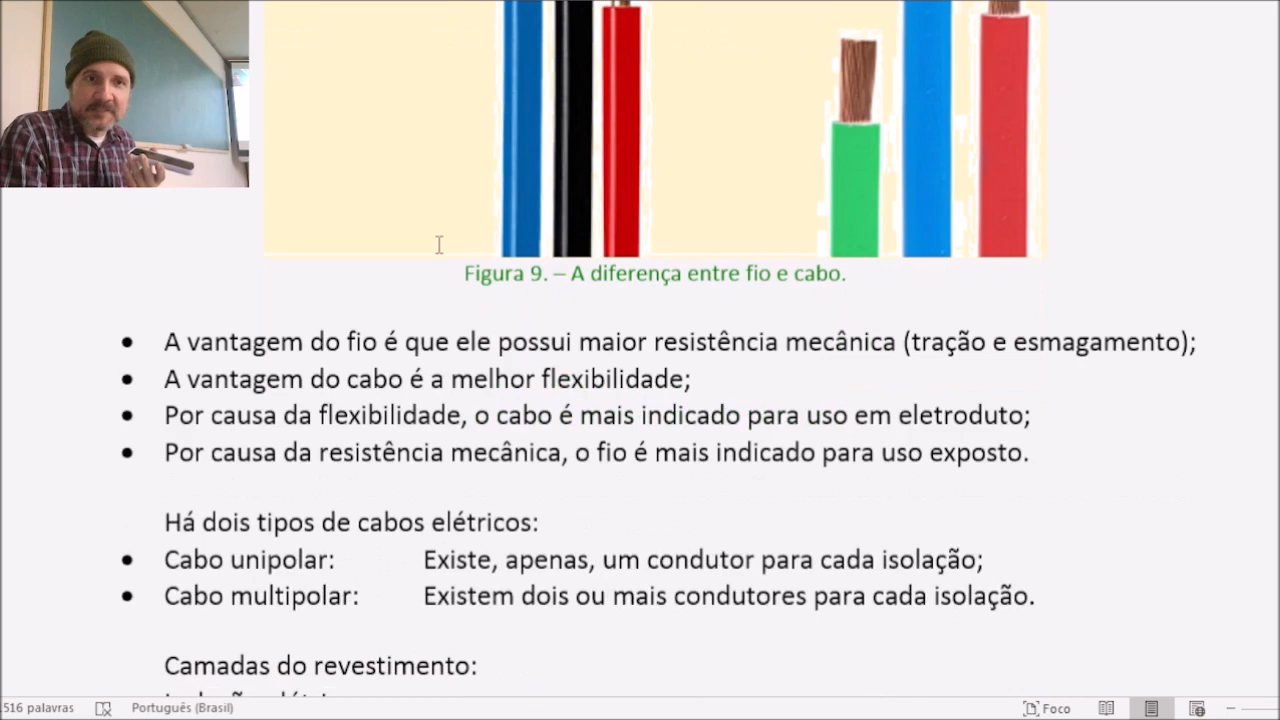 Figura 9. – A diferença entre fio e cabo.
• A vantagem do fio é que ele possui maior resistência mecânica (tração e esmagamento);
• A vantagem do cabo é a melhor flexibilidade;
• Por causa da flexibilidade, o cabo é mais indicado para uso em eletroduto;
• Por causa da resistência mecânica, o fio é mais indicado para uso exposto.
Há dois tipos de cabos elétricos:
• Cabo unipolar: Existe, apenas, um condutor para cada isolação;
• Cabo multipolar: Existem dois ou mais condutores para cada isolação.
Camadas do revestimento:
516 palavras Português (Brasil) Foco